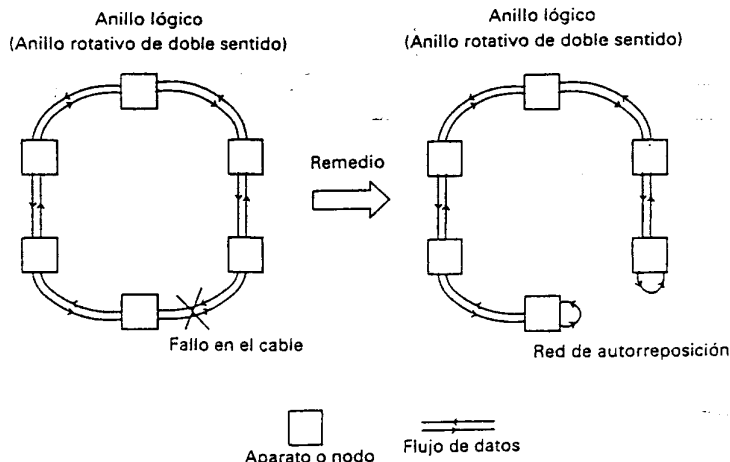 Anillo lógico
(Anillo rotativo de doble sentido)
Anillo lógico
(Anillo rotativo de doble sentido)
Remedio
Fallo en el cable
Red de autorreposición
Aparato o nodo
Flujo de datos